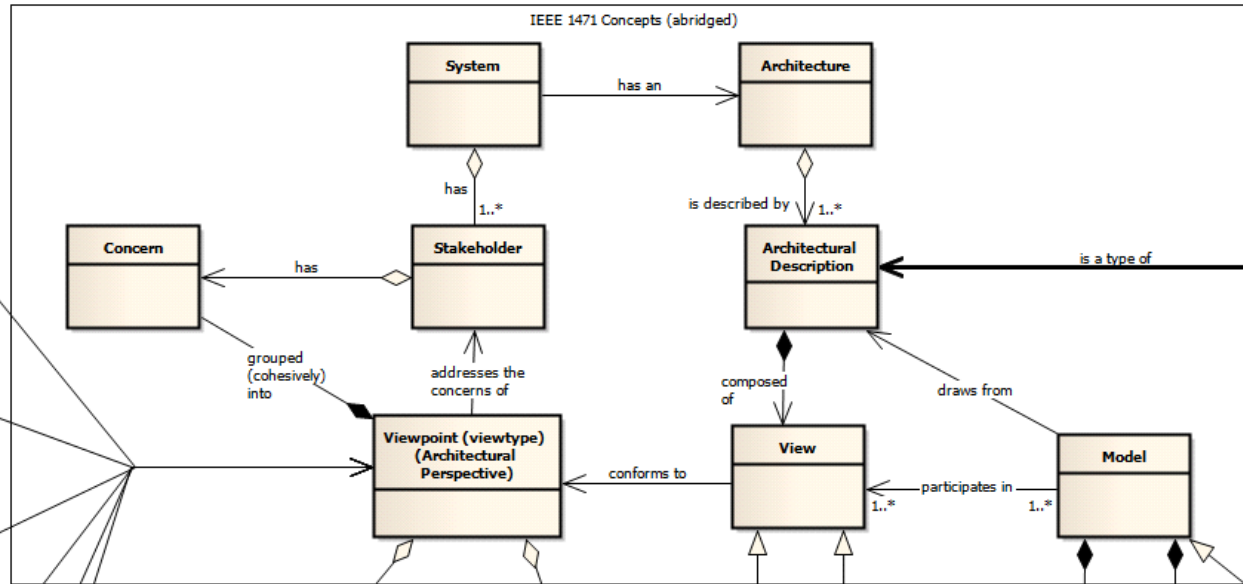 IEEE 1471 Concepts (abridged)
System
Architecture
has an
has
1..*
is described by
1..*
Concern
has
Stakeholder
Architectural
Description
is a type of
grouped
(cohesively)
into
addresses the
concerns of
composed
of
draws from
Viewpoint (viewtype)
(Architectural
Perspective)
conforms to
View
participates in
1..*
1..*
Model